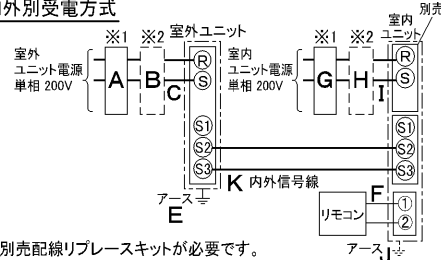 外別受電方式
別売
※1
※2
室外ユニット
室外
ユニット電源
単相 200V
A
B
C
R
S
S1
S2
S3
アース
E
K 内外信号線
※1
※2
室内
ユニット
室内
ユニット電源
単相 200V
G
H
I
R
S
S1
S2
S3
F
リモコン
①
②
アース
J
別売配線リプレースキットが必要です。